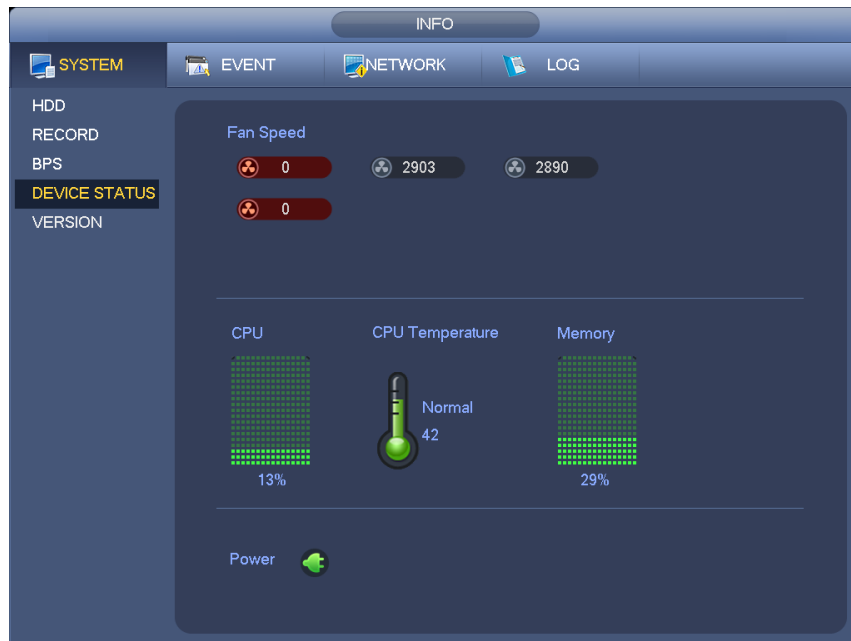 INFO
SYSTEM EVENT NETWORK LOG
HDD
RECORD
BPS
DEVICE STATUS
VERSION
Fan Speed
0 2903 2890
0
CPU CPU Temperature Memory
Normal
42
13% 29%
Power